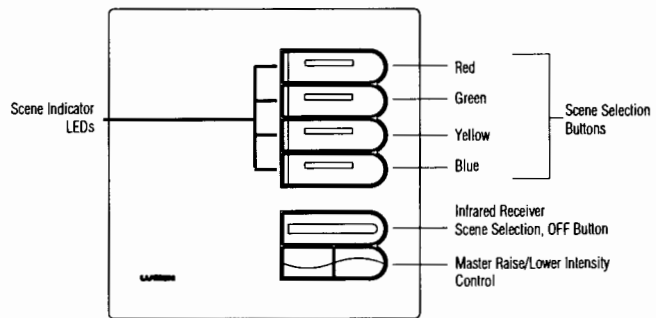 Red
Green
Scene Indicator
LEDs
Scene Selection
Buttons
Yellow
Blue
Infrared Receiver
Scene Selection, OFF Button
Master Raise/Lower Intensity
Control
LUTRON